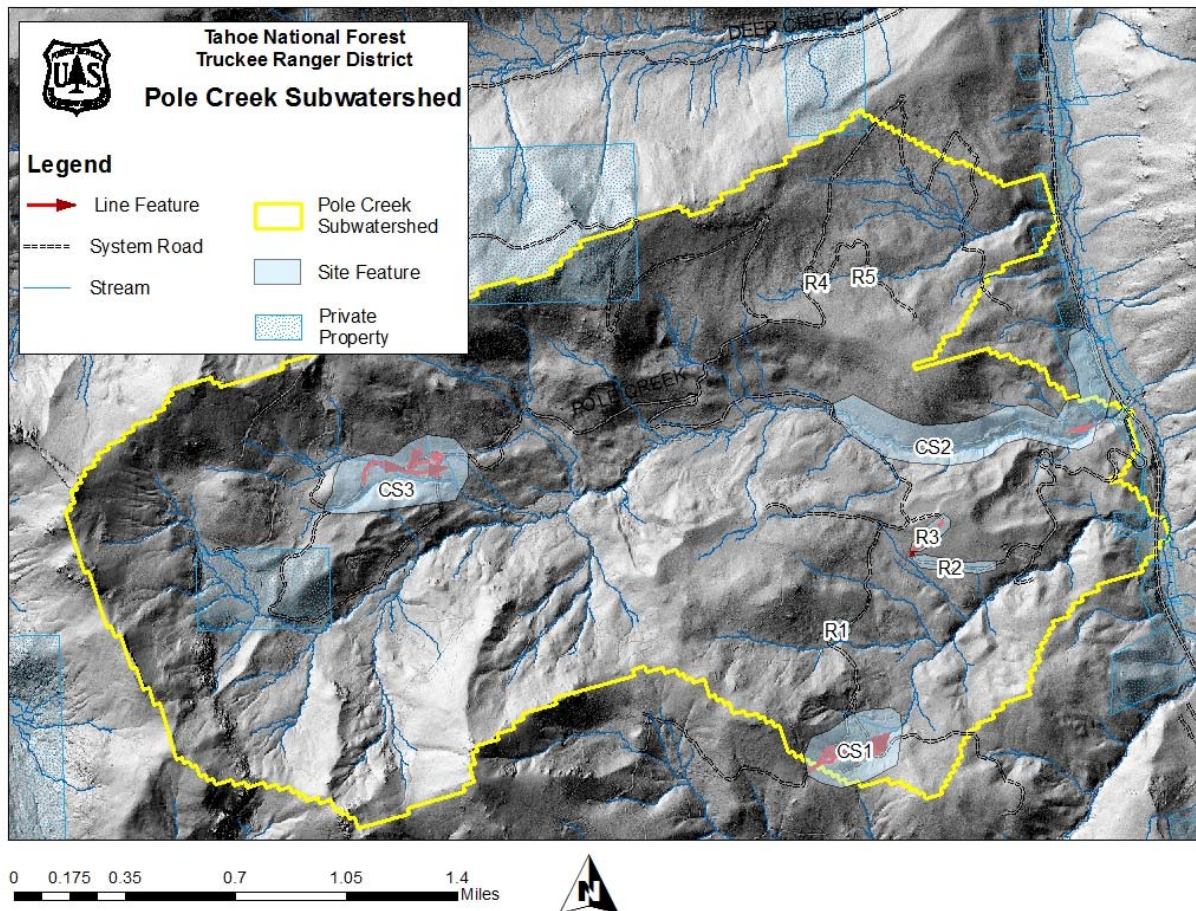 Tahoe National Forest
Truckee Ranger District
Pole Creek Subwatershed
US
Legend
Line Feature
System Road
Stream
Pole Creek
Subwatershed
Site Feature
Private
Property
DEEP CREEK
R4
R5
POLE CREEK
CS2
CS3
R3
R2
R1
CS1
0 0.175 0.35 0.7 1.05 1.4
Miles
N